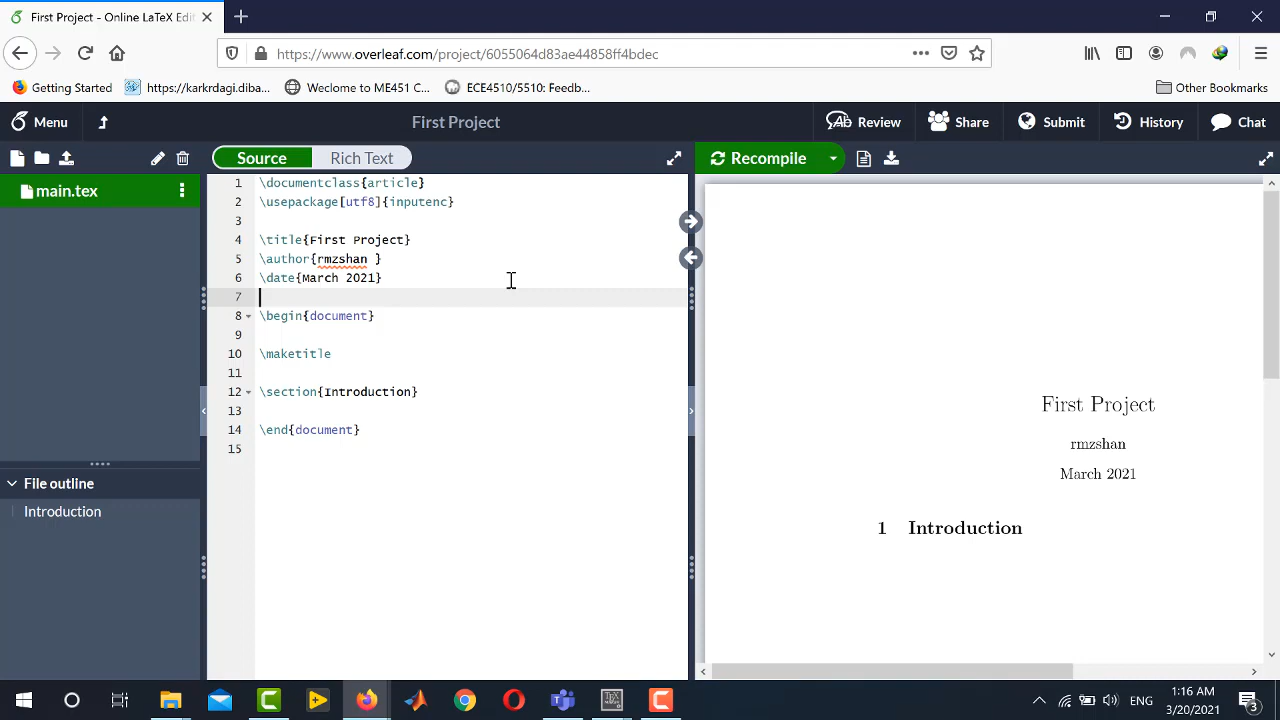 First Project - Online LaTeX Edi
https://www.overleaf.com/project/6055064d83ae44858ff4bdec
Getting Started
https://karkrdagi.diba...
Weclome to ME451 C...
ECE4510/5510: Feedb...
Other Bookmarks
Menu
First Project
Review
Share
Submit
History
Chat
Source
Rich Text
Recompile
main.tex
1 \documentclass{article}
2 \usepackage[utf8]{inputenc}
3
4 \title{First Project}
5 \author{rmzshan }
6 \date{March 2021}
7
8 \begin{document}
9
10 \maketitle
11
12 \section{Introduction}
13
14 \end{document}
15
File outline
Introduction
First Project
rmzshan
March 2021
1 Introduction
ENG
1:16 AM
3/20/2021
3